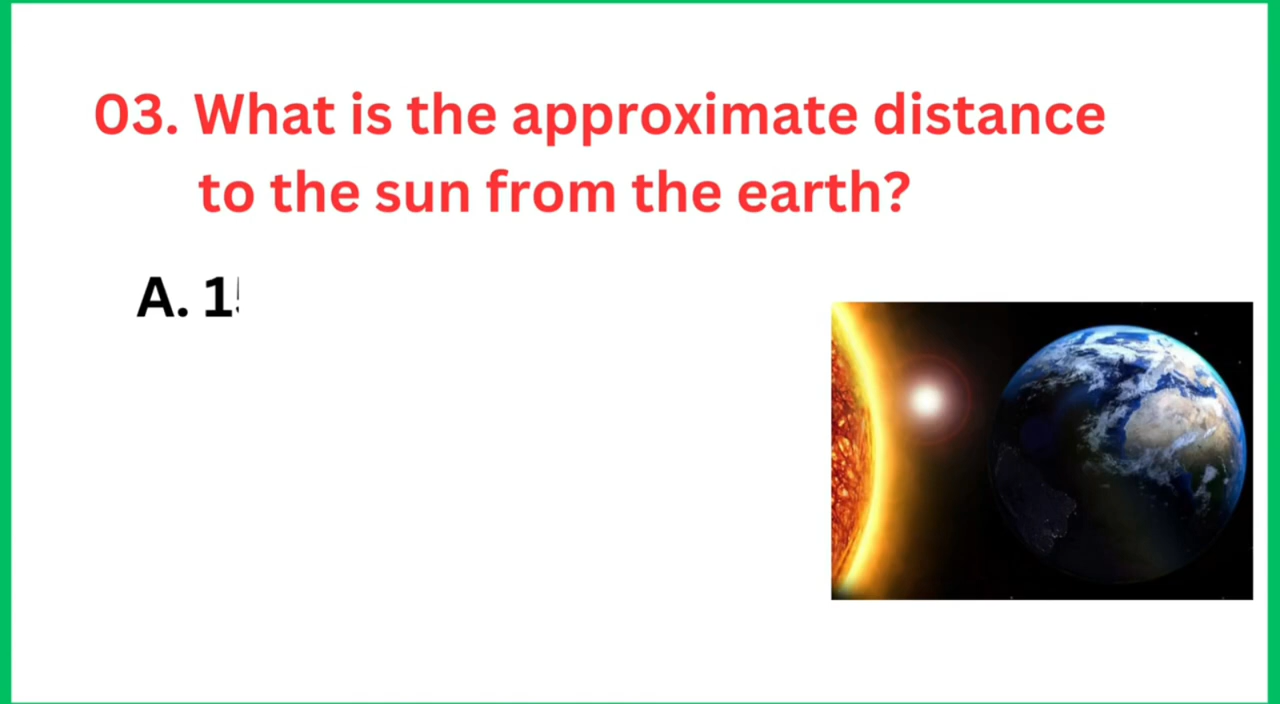 03. What is the approximate distance
to the sun from the earth?
A. 1